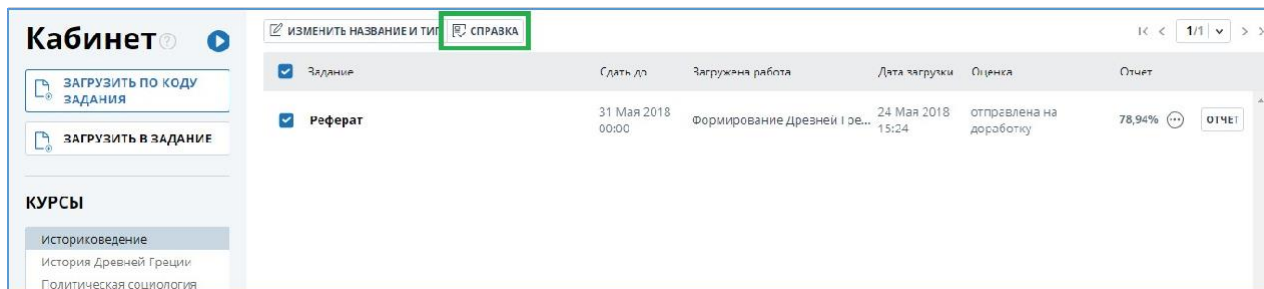 Кабинет
ИЗМЕНИТЬ НАЗВАНИЕ И ТИП
СПРАВКА
1/1
ЗАГРУЗИТЬ ПО КОДУ
ЗАДАНИЯ
ЗАГРУЗИТЬ В ЗАДАНИЕ
Задание Сдать до Загружена работа Дата загрузки Оценка Отчет
Реферат 31 Мая 2018 Формирование Древней Гре... 24 Мая 2018 отправлена на 78,94% ОТЧЕТ
00:00 15:24 доработку
КУРСЫ
Историковедение
История Древней Греции
Политическая социология